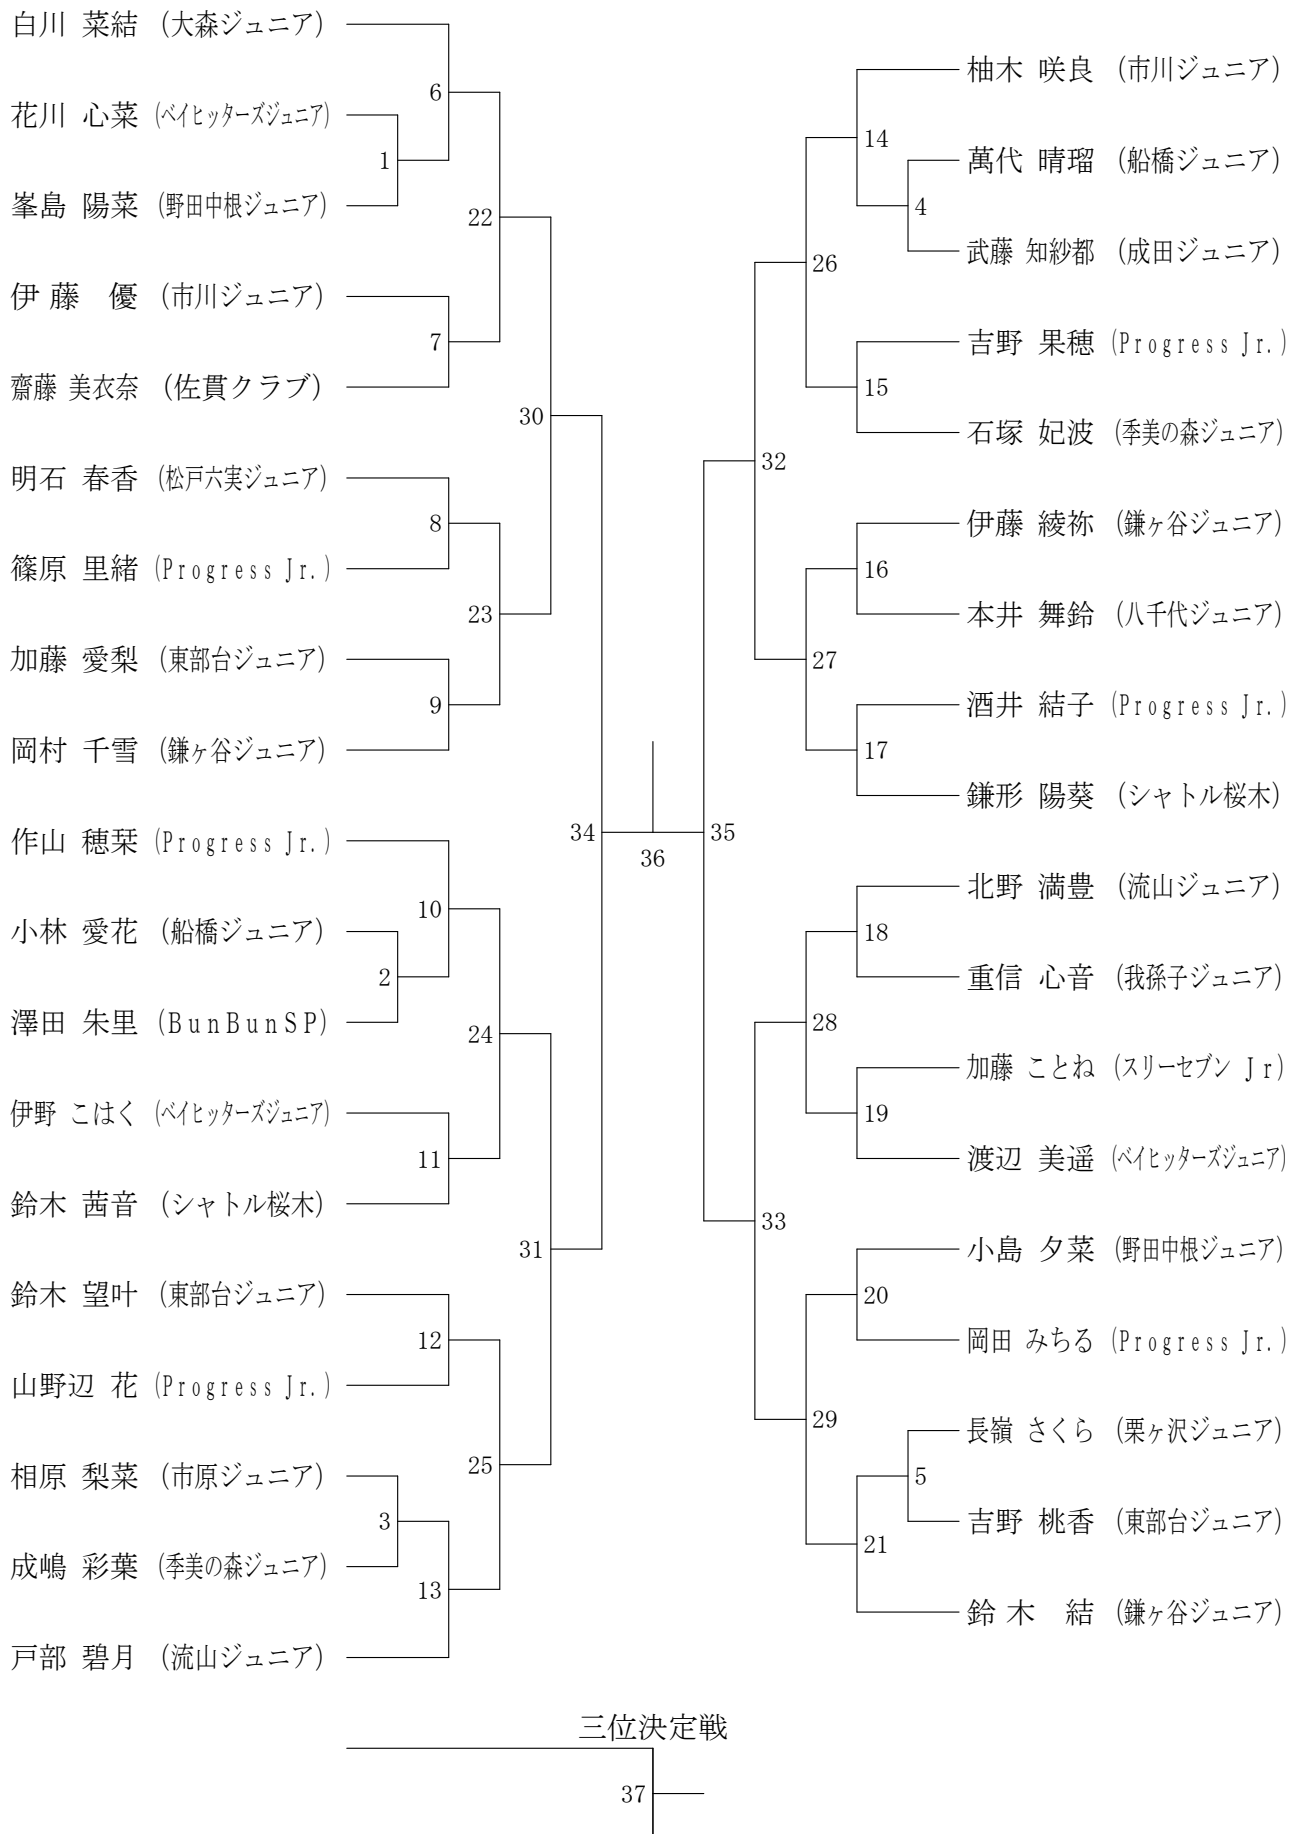 白川 菜結 (大森ジュニア)
花川 心菜 (ベイヒッターズジュニア)
峯島 陽菜 (野田中根ジュニア)
伊藤 優 (市川ジュニア)
齋藤 美衣奈 (佐貫クラブ)
明石 春香 (松戸六実ジュニア)
篠原 里緒 (Progress Jr.)
加藤 愛梨 (東部台ジュニア)
岡村 千雪 (鎌ヶ谷ジュニア)
作山 穂栞 (Progress Jr.)
小林 愛花 (船橋ジュニア)
澤田 朱里 (BunBunSP)
伊野 こはく (ベイヒッターズジュニア)
鈴木 茜音 (シャトル桜木)
鈴木 望叶 (東部台ジュニア)
山野辺 花 (Progress Jr.)
相原 梨菜 (市原ジュニア)
成嶋 彩葉 (季美の森ジュニア)
戸部 碧月 (流山ジュニア)
6
1
22
7
30
8
23
9
34
10
2
24
11
31
12
25
3
13
36
柚木 咲良 (市川ジュニア)
萬代 晴瑠 (船橋ジュニア)
武藤 知紗都 (成田ジュニア)
吉野 果穂 (Progress Jr.)
石塚 妃波 (季美の森ジュニア)
伊藤 綾祢 (鎌ヶ谷ジュニア)
本井 舞鈴 (八千代ジュニア)
酒井 結子 (Progress Jr.)
鎌形 陽葵 (シャトル桜木)
北野 満豊 (流山ジュニア)
重信 心音 (我孫子ジュニア)
加藤 ことね (スリーセブン Jr)
渡辺 美遥 (ベイヒッターズジュニア)
小島 夕菜 (野田中根ジュニア)
岡田 みちる (Progress Jr.)
長嶺 さくら (栗ヶ沢ジュニア)
吉野 桃香 (東部台ジュニア)
鈴木 結 (鎌ヶ谷ジュニア)
14
4
26
15
32
16
27
17
35
18
28
19
33
20
29
5
21
三位決定戦
37